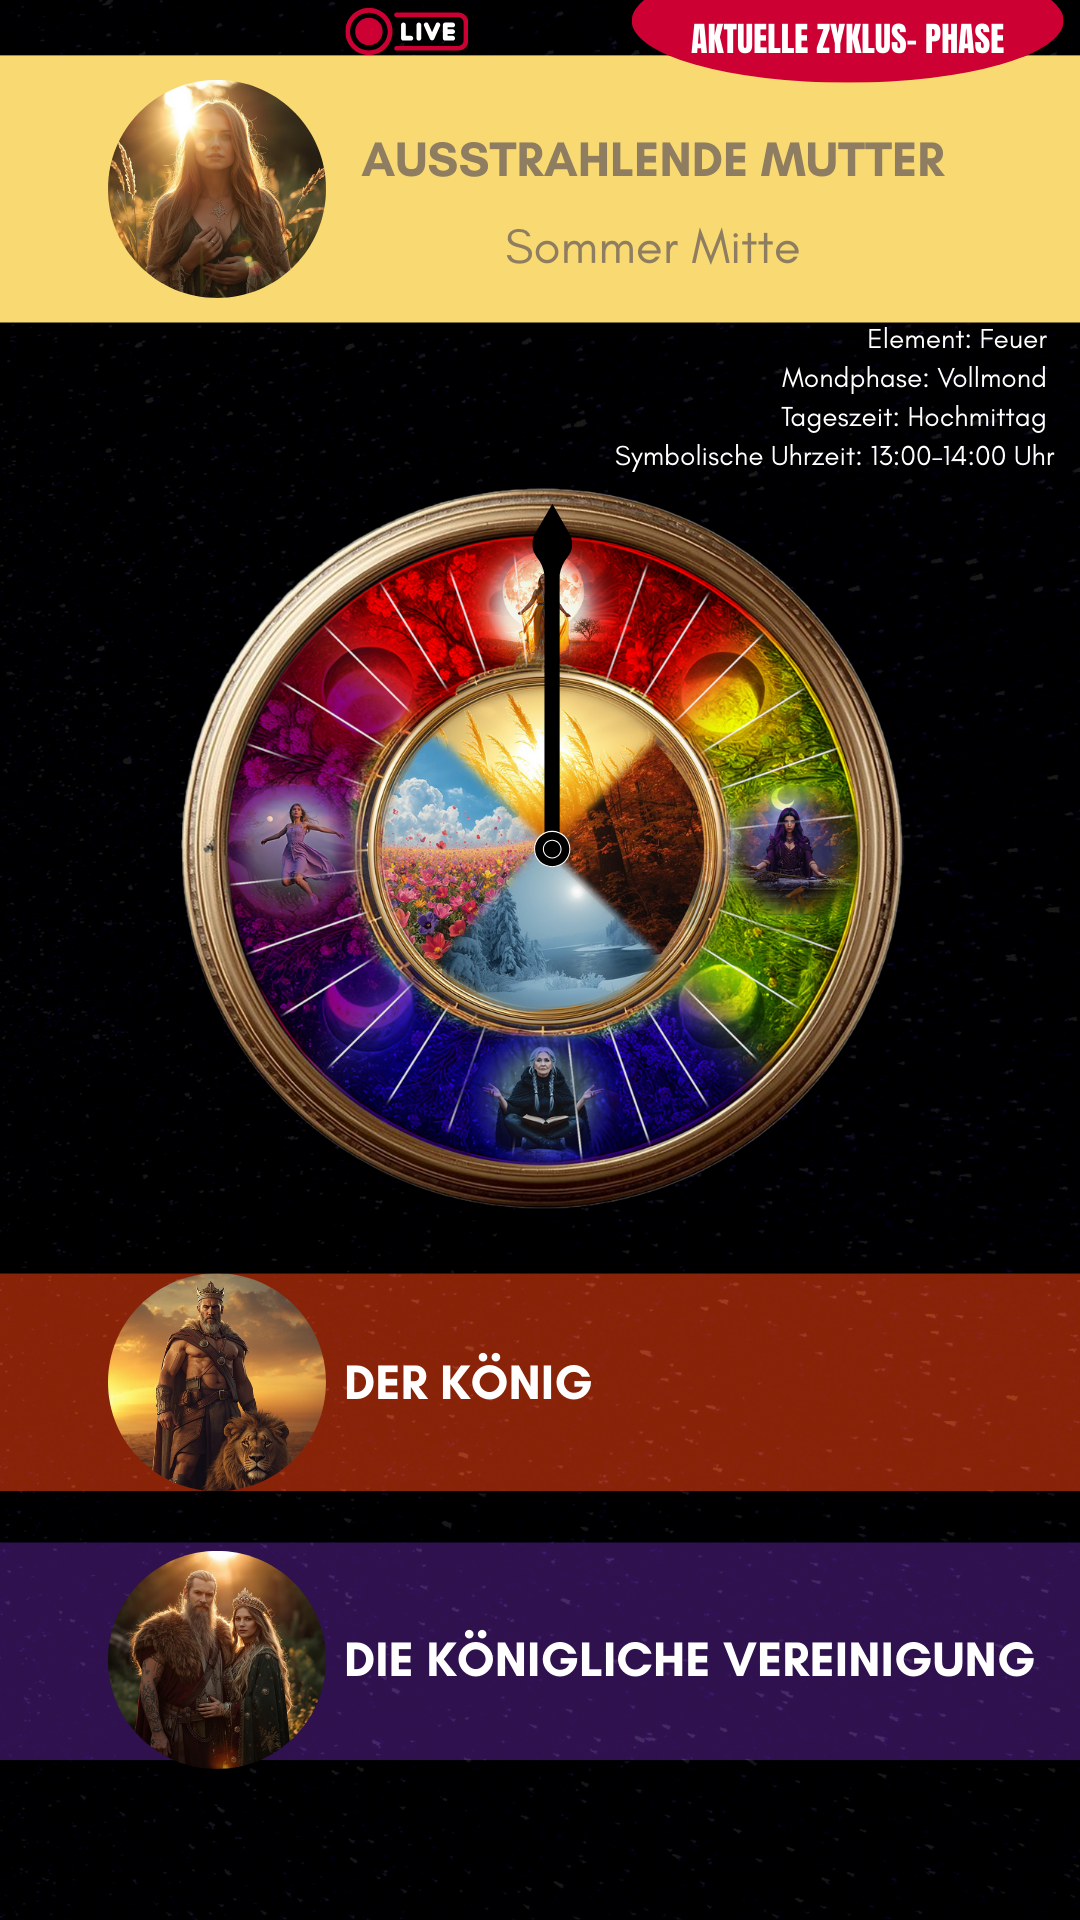 LIVE
AKTUELLE ZYKLUS- PHASE
AUSSTRAHLENDE MUTTER
Sommer Mitte
Element: Feuer
Mondphase: Vollmond
Tageszeit: Hochmittag
Symbolische Uhrzeit: 13:00–14:00 Uhr
DER KÖNIG
DIE KÖNIGLICHE VEREINIGUNG